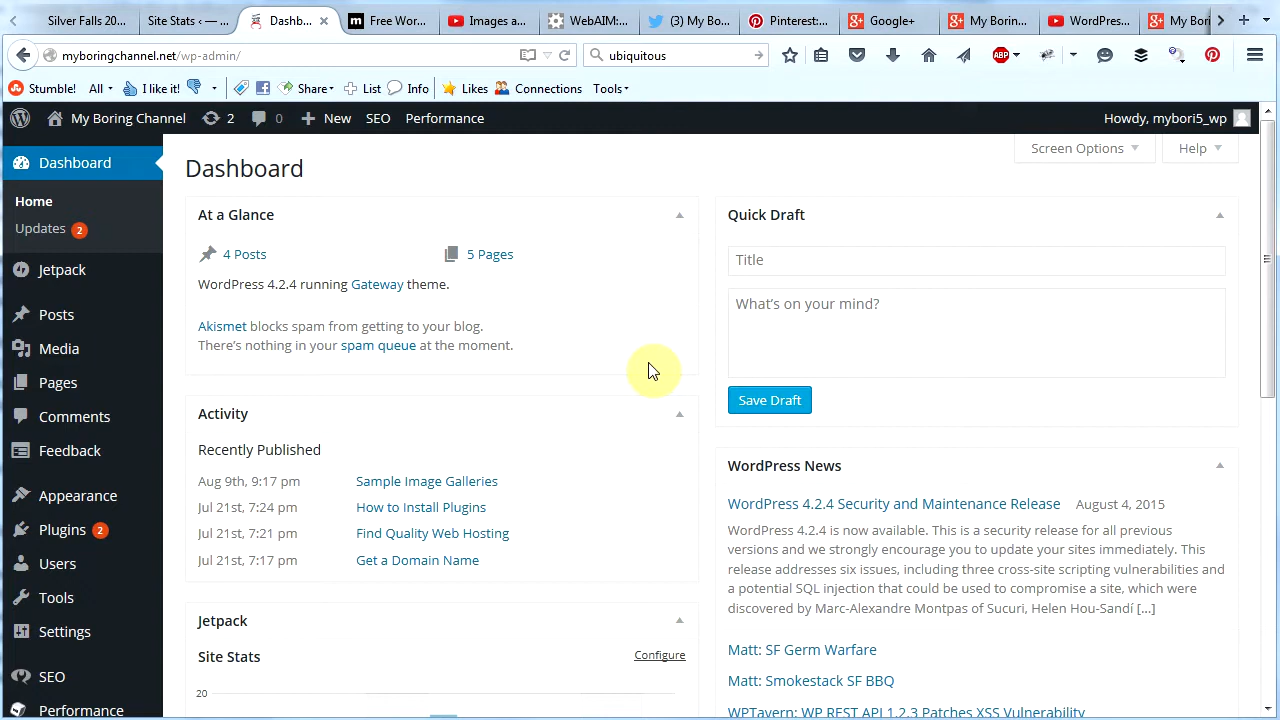 Silver Falls 20...
Site Stats ‹ — ...
Dashb...
Free Wor...
Images a...
WebAIM:...
(3) My Bo...
Pinterest:...
Google+
My Borin...
WordPress...
My Bori
myboringchannel.net/wp-admin/
ubiquitous
ABP
Stumble!
All
I like it!
Share
List
Info
Likes
Connections
Tools
My Boring Channel
2
0
New
SEO
Performance
Howdy, mybori5_wp
Dashboard
Home
Updates 2
Jetpack
Posts
Media
Pages
Comments
Feedback
Appearance
Plugins 2
Users
Tools
Settings
SEO
Performance
Dashboard
Screen Options
Help
At a Glance
4 Posts
5 Pages
WordPress 4.2.4 running Gateway theme.
Akismet blocks spam from getting to your blog.
There's nothing in your spam queue at the moment.
Activity
Recently Published
Aug 9th, 9:17 pm Sample Image Galleries
Jul 21st, 7:24 pm How to Install Plugins
Jul 21st, 7:21 pm Find Quality Web Hosting
Jul 21st, 7:17 pm Get a Domain Name
Jetpack
Site Stats
Configure
20
Quick Draft
Title
What's on your mind?
Save Draft
WordPress News
WordPress 4.2.4 Security and Maintenance Release August 4, 2015
WordPress 4.2.4 is now available. This is a security release for all previous
versions and we strongly encourage you to update your sites immediately. This
release addresses six issues, including three cross-site scripting vulnerabilities and
a potential SQL injection that could be used to compromise a site, which were
discovered by Marc-Alexandre Montpas of Sucuri, Helen Hou-Sandí [...]
Matt: SF Germ Warfare
Matt: Smokestack SF BBQ
WPTavern: WP REST API 1.2.3 Patches XSS Vulnerability